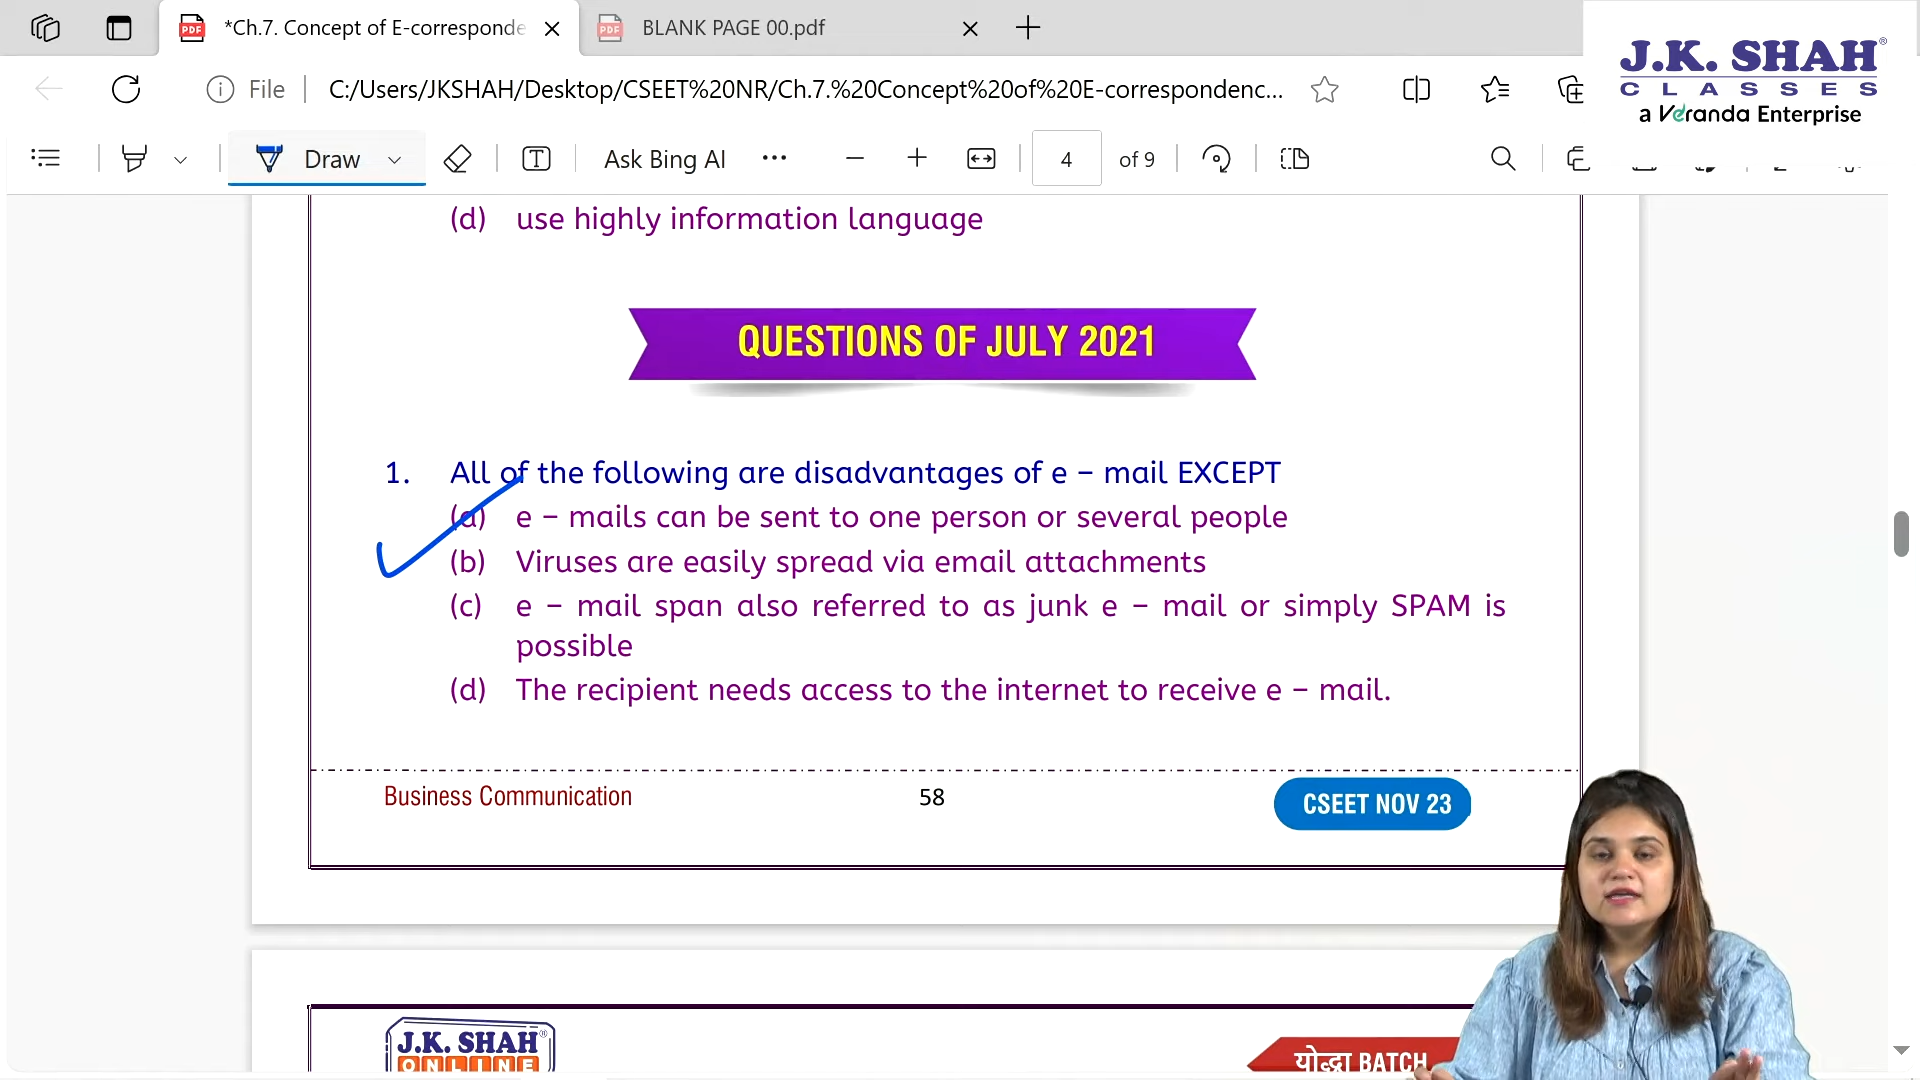 *Ch.7. Concept of E-corresponde
BLANK PAGE 00.pdf
J.K. SHAH®
CLASSES
a Veranda Enterprise
File
C:/Users/JKSHAH/Desktop/CSEET%20NR/Ch.7.%20Concept%20of%20E-correspondenc...
Draw
Ask Bing AI
4 of 9
(d) use highly information language
QUESTIONS OF JULY 2021
1. All of the following are disadvantages of e – mail EXCEPT
(a) e – mails can be sent to one person or several people
(b) Viruses are easily spread via email attachments
(c) e – mail span also referred to as junk e – mail or simply SPAM is
possible
(d) The recipient needs access to the internet to receive e – mail.
Business Communication
58
CSEET NOV 23
J.K. SHAH®
ONLINE
योद्धा BATCH